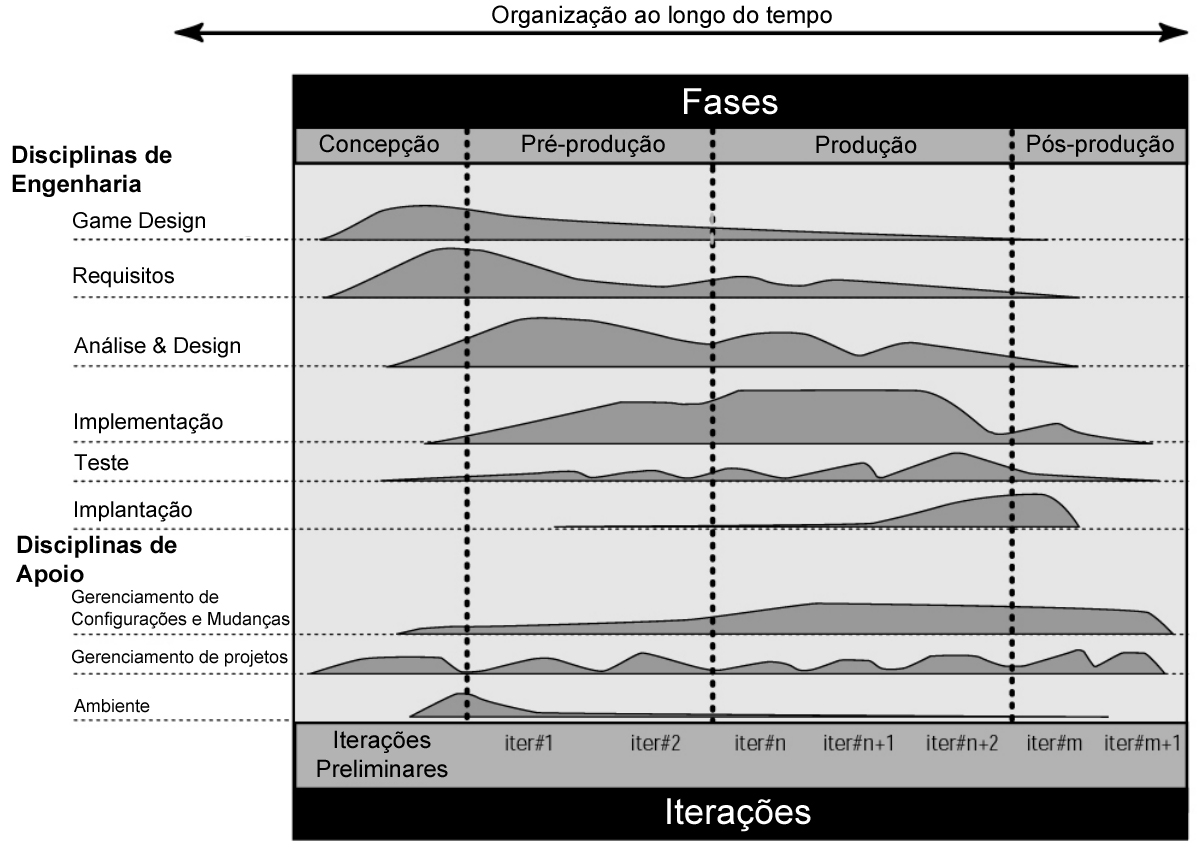 Organização ao longo do tempo
Fases
Concepção
Pré-produção
Produção
Pós-produção
Disciplinas de
Engenharia
Game Design
Requisitos
Análise & Design
Implementação
Teste
Implantação
Disciplinas de
Apoio
Gerenciamento de
Configurações e Mudanças
Gerenciamento de projetos
Ambiente
Iterações
Preliminares
iter#1
iter#2
iter#n
iter#n+1
iter#n+2
iter#m
iter#m+1
Iterações